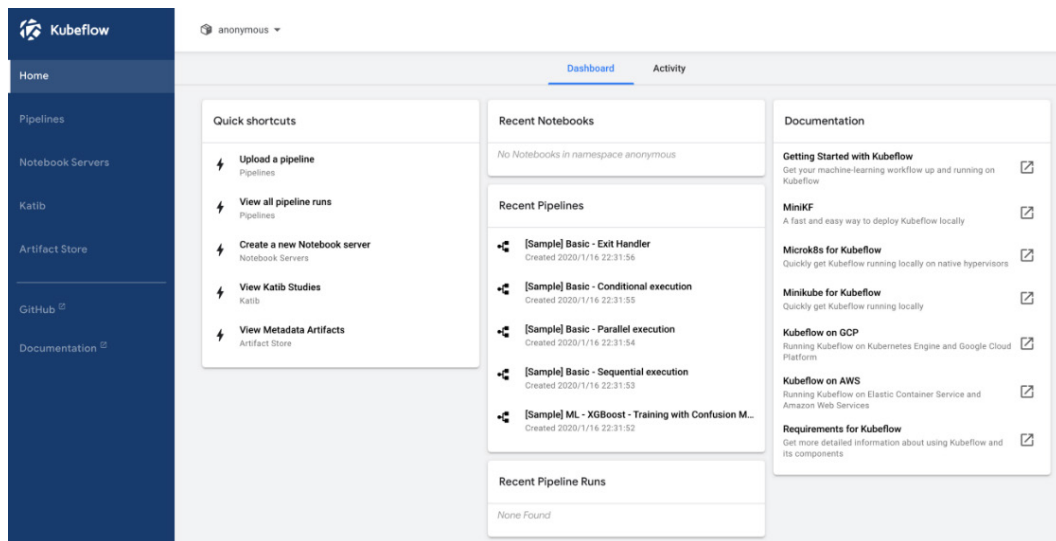 Kubeflow
anonymous
Home
Pipelines
Notebook Servers
Katib
Artifact Store
GitHub
Documentation
Dashboard
Activity
Quick shortcuts
Upload a pipeline
Pipelines
View all pipeline runs
Pipelines
Create a new Notebook server
Notebook Servers
View Katib Studies
Katib
View Metadata Artifacts
Artifact Store
Recent Notebooks
No Notebooks in namespace anonymous
Recent Pipelines
[Sample] Basic - Exit Handler
Created 2020/1/16 22:31:56
[Sample] Basic - Conditional execution
Created 2020/1/16 22:31:55
[Sample] Basic - Parallel execution
Created 2020/1/16 22:31:54
[Sample] Basic - Sequential execution
Created 2020/1/16 22:31:53
[Sample] ML - XGBoost - Training with Confusion M...
Created 2020/1/16 22:31:52
Recent Pipeline Runs
None Found
Documentation
Getting Started with Kubeflow
Get your machine-learning workflow up and running on
Kubeflow
MiniKF
A fast and easy way to deploy Kubeflow locally
Microk8s for Kubeflow
Quickly get Kubeflow running locally on native hypervisors
Minikube for Kubeflow
Quickly get Kubeflow running locally
Kubeflow on GCP
Running Kubeflow on Kubernetes Engine and Google Cloud
Platform
Kubeflow on AWS
Running Kubeflow on Elastic Container Service and
Amazon Web Services
Requirements for Kubeflow
Get more detailed information about using Kubeflow and
its components